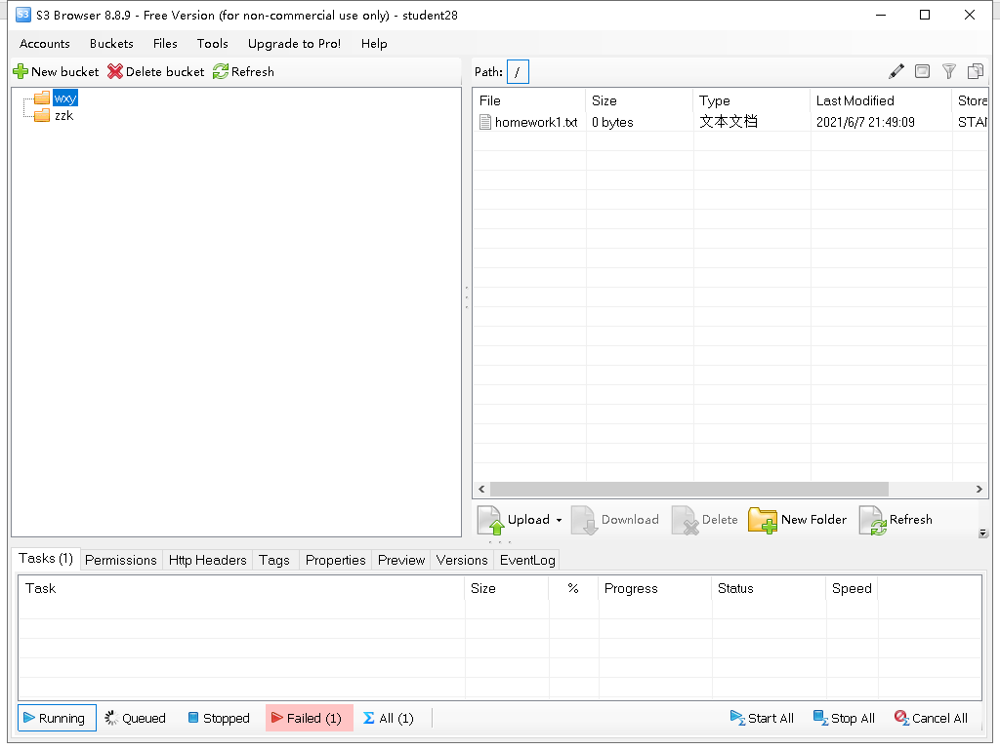 S3 Browser 8.8.9 - Free Version (for non-commercial use only) - student28
Accounts Buckets Files Tools Upgrade to Pro! Help
New bucket Delete bucket Refresh
Path: /
wxy
zzk
File Size Type Last Modified
homework1.txt 0 bytes 文本文档 2021/6/7 21:49:09
Upload Download Delete New Folder Refresh
Tasks (1) Permissions Http Headers Tags Properties Preview Versions EventLog
Task Size % Progress Status Speed
Running Queued Stopped Failed (1) All (1) Start All Stop All Cancel All